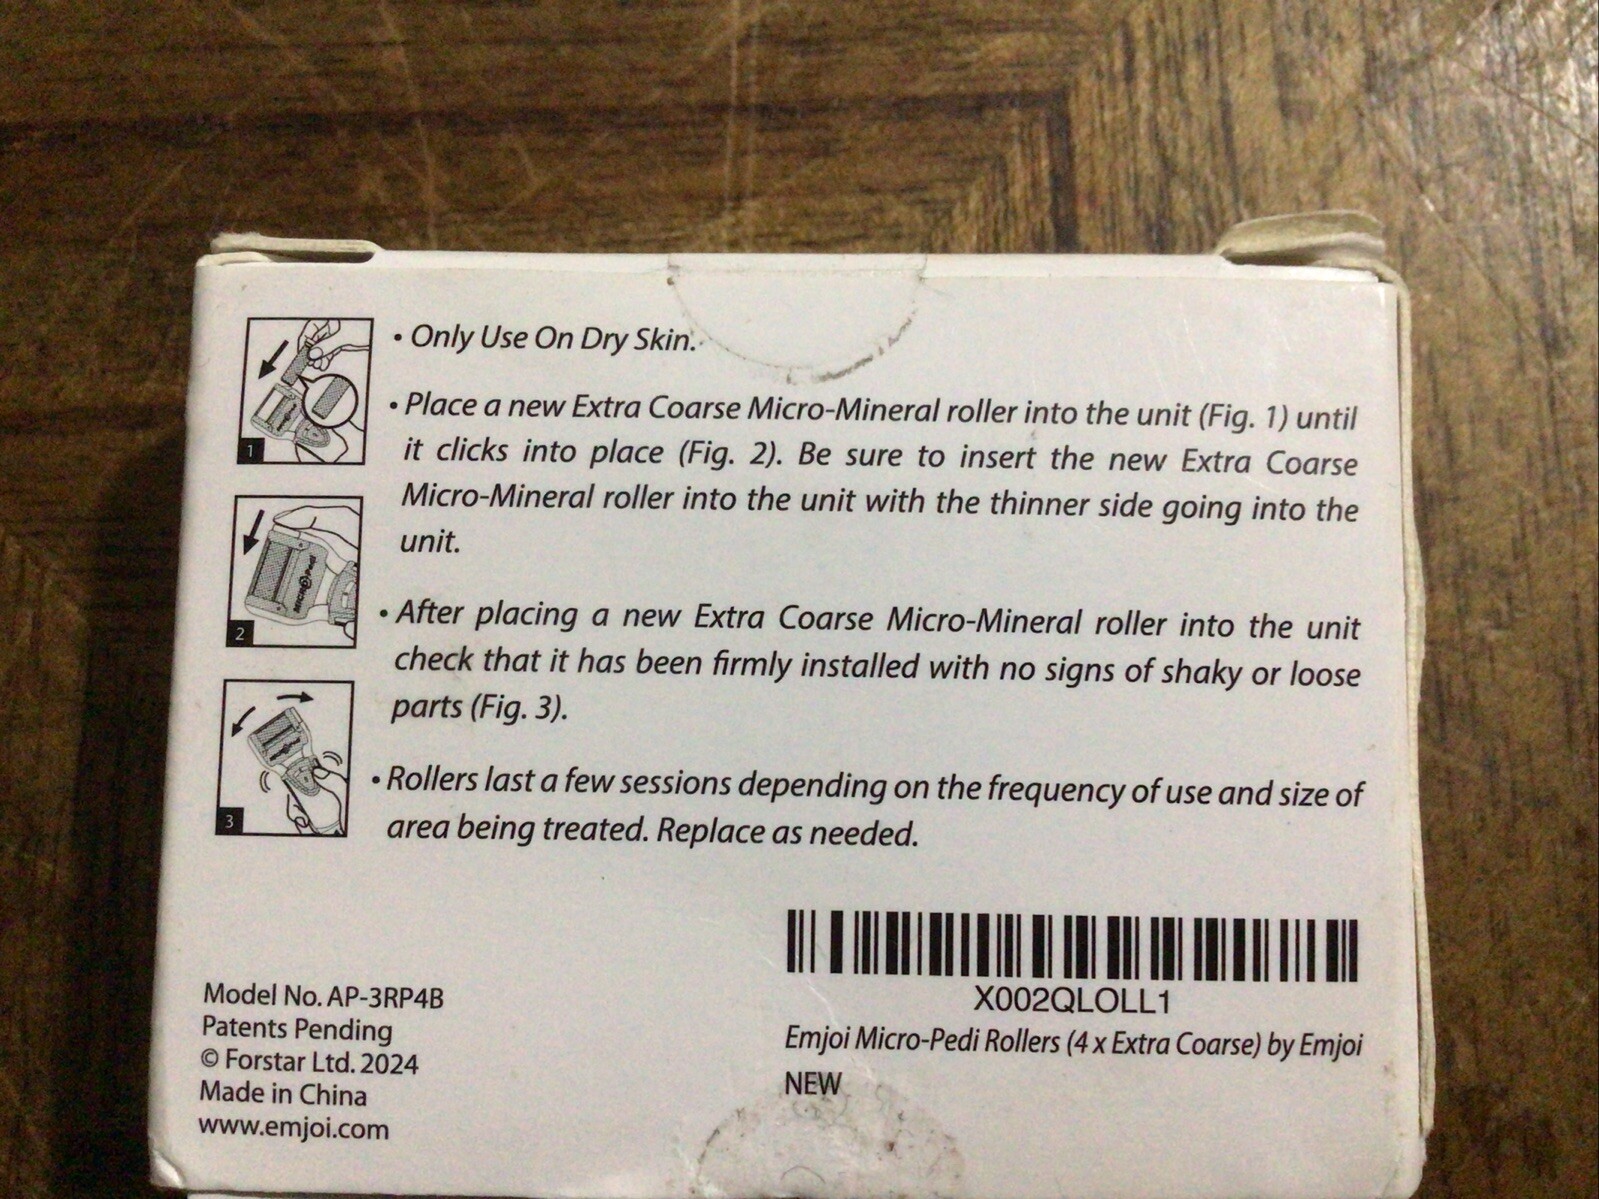 • Only Use On Dry Skin.
• Place a new Extra Coarse Micro-Mineral roller into the unit (Fig. 1) until
it clicks into place (Fig. 2). Be sure to insert the new Extra Coarse
Micro-Mineral roller into the unit with the thinner side going into the
unit.
• After placing a new Extra Coarse Micro-Mineral roller into the unit
check that it has been firmly installed with no signs of shaky or loose
parts (Fig. 3).
• Rollers last a few sessions depending on the frequency of use and size of
area being treated. Replace as needed.
1
2
Micro Pedi
3
Model No. AP-3RP4B
Patents Pending
© Forstar Ltd. 2024
Made in China
www.emjoi.com
X002QLOLL1
Emjoi Micro-Pedi Rollers (4 x Extra Coarse) by Emjoi
NEW